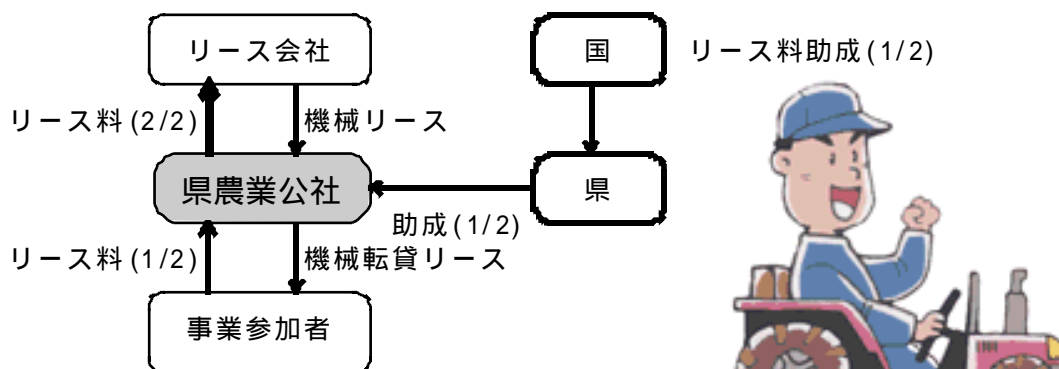 リース会社
国
リース料助成(1/2)
リース料(2/2)
機械リース
県農業公社
県
助成(1/2)
リース料(1/2)
機械転貸リース
事業参加者